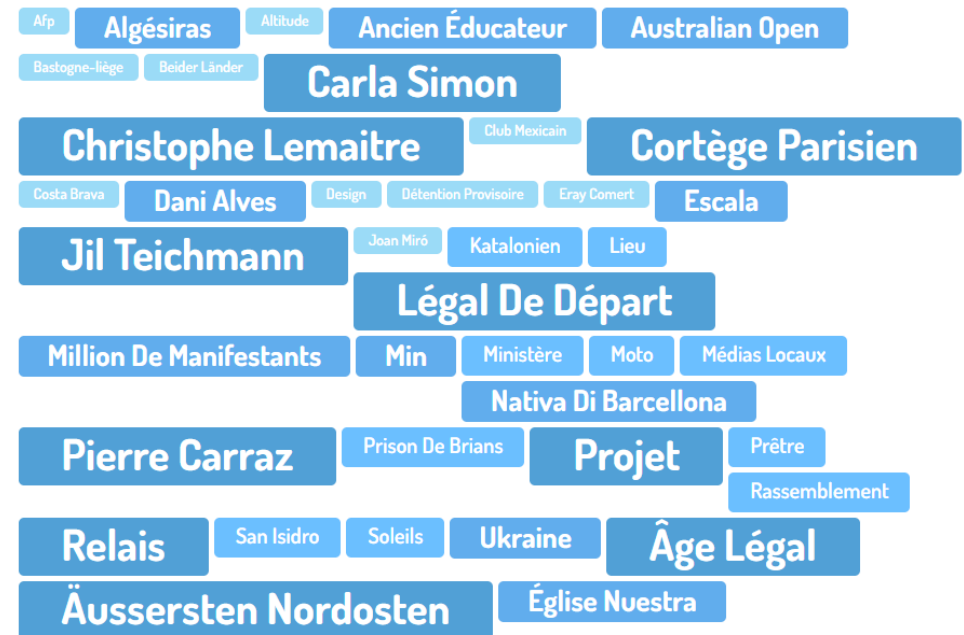 Afp Algésiras Altitude Ancien Éducateur Australian Open
Bastogne-liège Beider Länder Carla Simon
Christophe Lemaitre Club Mexicain Cortège Parisien
Costa Brava Dani Alves Design Détention Provisoire Eray Comert Escala
Jil Teichmann Joan Miró Katalonien Lieu
Légal De Départ
Million De Manifestants Min Ministère Moto Médias Locaux
Nativa Di Barcellona
Pierre Carraz Prison De Brians Projet Prêtre
Rassemblement
Relais San Isidro Soleils Ukraine Âge Légal
Äussersten Nordosten Église Nuestra